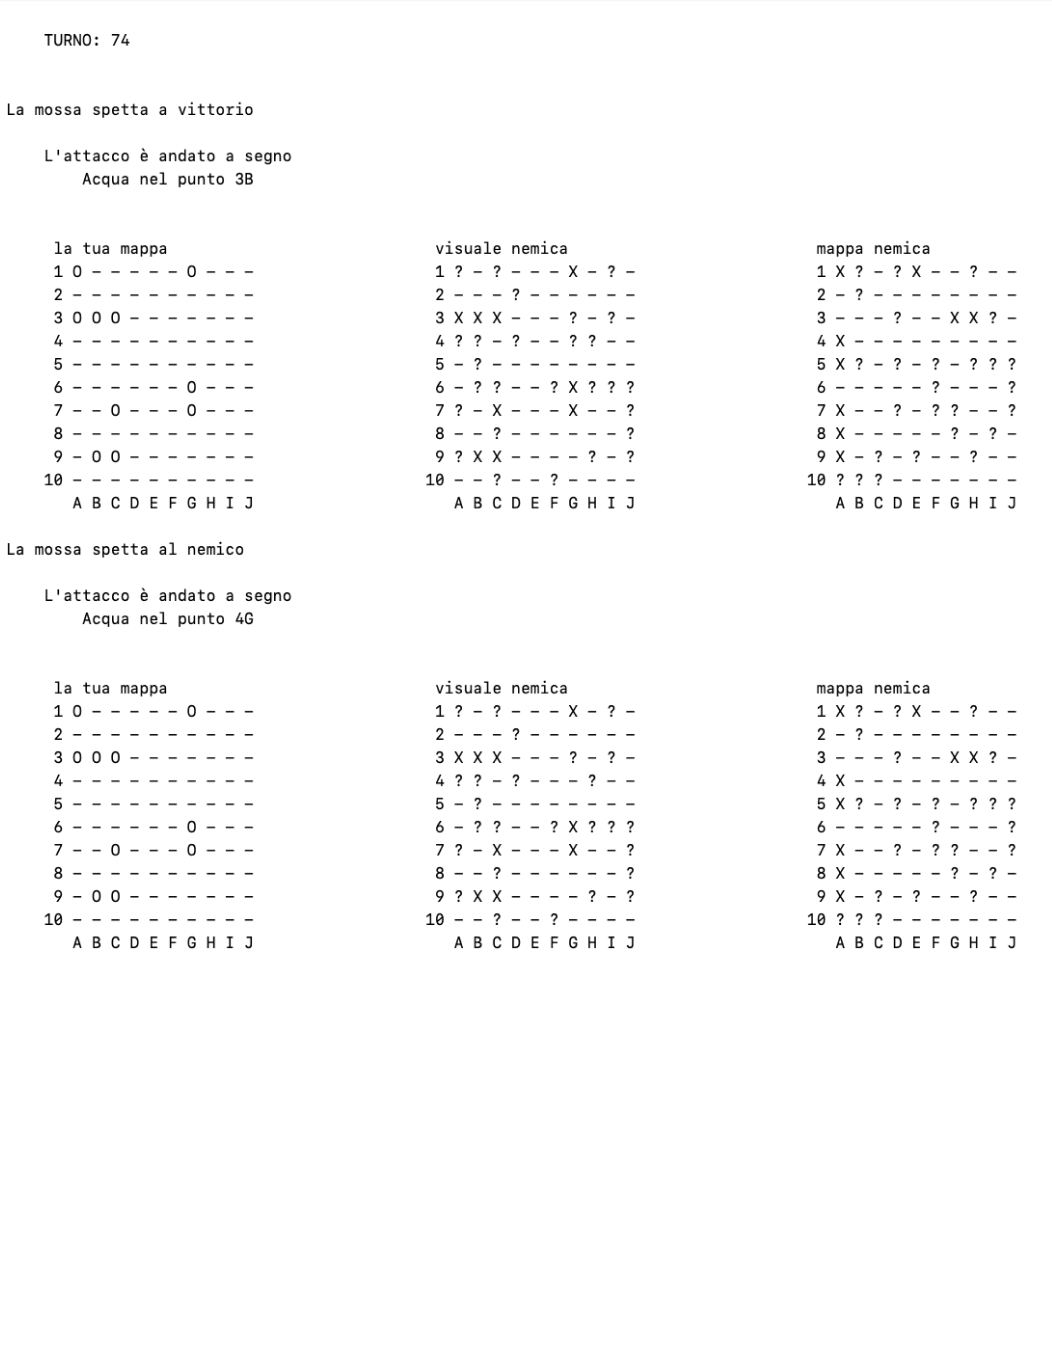 TURNO: 74
La mossa spetta a vittorio
L'attacco è andato a segno
Acqua nel punto 3B
la tua mappa visuale nemica mappa nemica
1 O - - - - - O - - - 1 ? - ? - - - X - ? - 1 X ? - ? X - - ? - -
2 - - - - - - - - - - 2 - - - ? - - - - - - 2 - ? - - - - - - - -
3 O O O - - - - - - - 3 X X X - - - ? - ? - 3 - - - ? - - X X ? -
4 - - - - - - - - - - 4 ? ? - ? - - ? ? - - 4 X - - - - - - - - -
5 - - - - - - - - - - 5 - ? - - - - - - - - 5 X ? - ? - ? - ? ? ?
6 - - - - - - O - - - 6 - ? ? - - ? X ? ? ? 6 - - - - - ? - - - ?
7 - - O - - - O - - - 7 ? - X - - - X - - ? 7 X - - ? - ? ? - - ?
8 - - - - - - - - - - 8 - - ? - - - - - - ? 8 X - - - - - ? - ? -
9 - O O - - - - - - - 9 ? X X - - - - ? - ? 9 X - ? - ? - - ? - -
10 - - - - - - - - - - 10 - - ? - - ? - - - - 10 ? ? ? - - - - - - -
A B C D E F G H I J A B C D E F G H I J A B C D E F G H I J
La mossa spetta al nemico
L'attacco è andato a segno
Acqua nel punto 4G
la tua mappa visuale nemica mappa nemica
1 O - - - - - O - - - 1 ? - ? - - - X - ? - 1 X ? - ? X - - ? - -
2 - - - - - - - - - - 2 - - - ? - - - - - - 2 - ? - - - - - - - -
3 O O O - - - - - - - 3 X X X - - - ? - ? - 3 - - - ? - - X X ? -
4 - - - - - - - - - - 4 ? ? - ? - - - ? - - 4 X - - - - - - - - -
5 - - - - - - - - - - 5 - ? - - - - - - - - 5 X ? - ? - ? - ? ? ?
6 - - - - - - O - - - 6 - ? ? - - ? X ? ? ? 6 - - - - - ? - - - ?
7 - - O - - - O - - - 7 ? - X - - - X - - ? 7 X - - ? - ? ? - - ?
8 - - - - - - - - - - 8 - - ? - - - - - - ? 8 X - - - - - ? - ? -
9 - O O - - - - - - - 9 ? X X - - - - ? - ? 9 X - ? - ? - - ? - -
10 - - - - - - - - - - 10 - - ? - - ? - - - - 10 ? ? ? - - - - - - -
A B C D E F G H I J A B C D E F G H I J A B C D E F G H I J